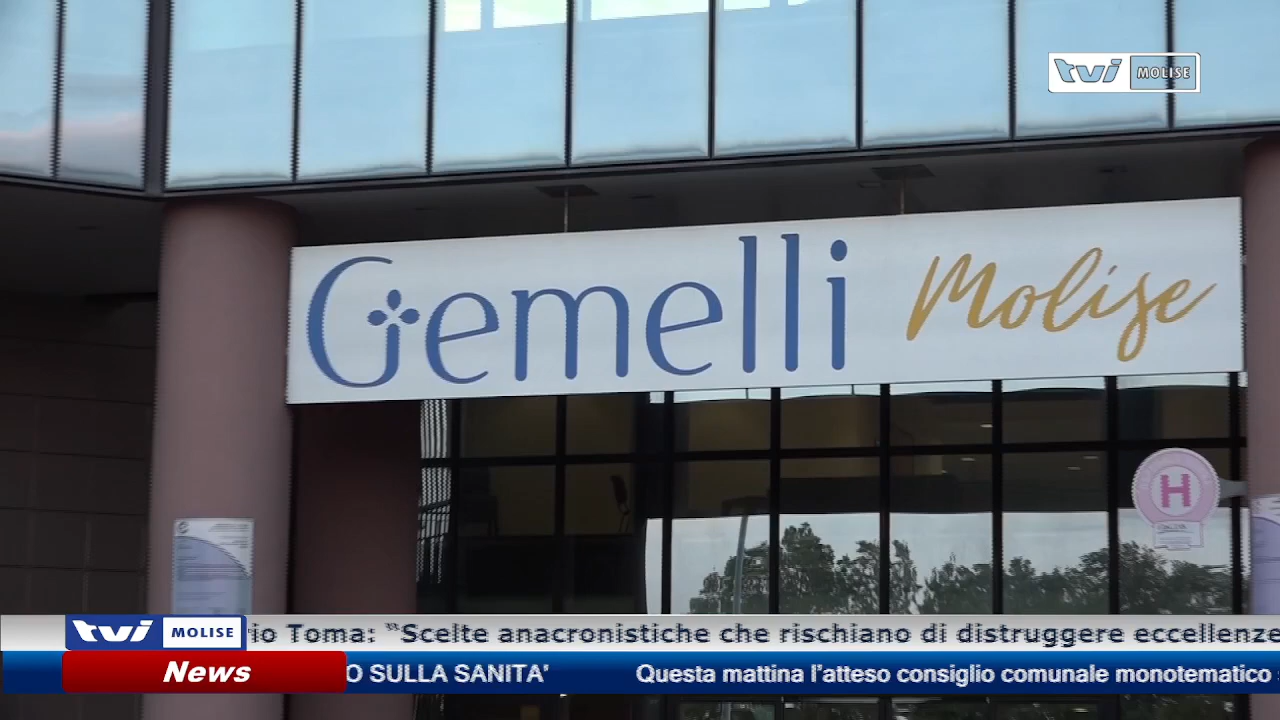 tvi MOLISE
Gemelli Molise
H
tvi MOLISE
io Toma: “Scelte anacronistiche che rischiano di distruggere eccellenze
News
O SULLA SANITA' Questa mattina l'atteso consiglio comunale monotematico